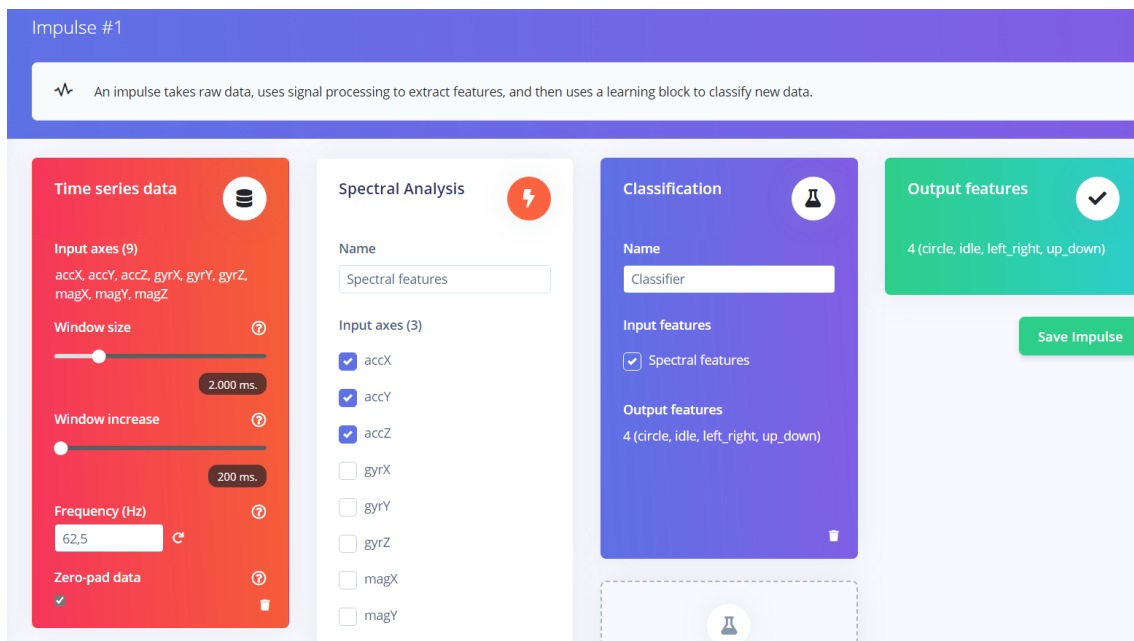 Impulse #1
An impulse takes raw data, uses signal processing to extract features, and then uses a learning block to classify new data.
Time series data
Input axes (9)
accX, accY, accZ, gyrX, gyrY, gyrZ,
magX, magY, magZ
Window size
2.000 ms.
Window increase
200 ms.
Frequency (Hz)
62,5
Zero-pad data
Spectral Analysis
Name
Spectral features
Input axes (3)
accX
accY
accZ
gyrX
gyrY
gyrZ
magX
magY
Classification
Name
Classifier
Input features
Spectral features
Output features
4 (circle, idle, left_right, up_down)
Output features
4 (circle, idle, left_right, up_down)
Save Impulse